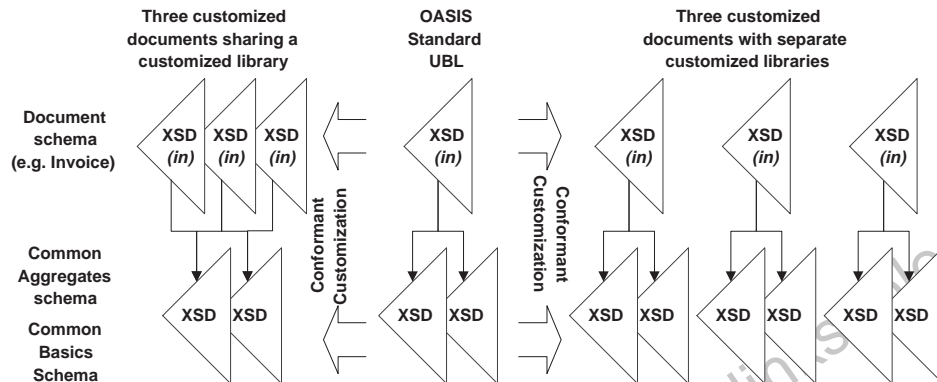 Three customized
documents sharing a
customized library
OASIS
Standard
UBL
Three customized
documents with separate
customized libraries
Document
schema
(e.g. Invoice)
XSD
(in)
XSD
(in)
XSD
(in)
XSD
(in)
XSD
(in)
XSD
(in)
XSD
(in)
Conformant
Customization
Conformant
Customization
Common
Aggregates
schema
Common
Basics
Schema
XSD
XSD
XSD
XSD
XSD
XSD
XSD
XSD
XSD
XSD